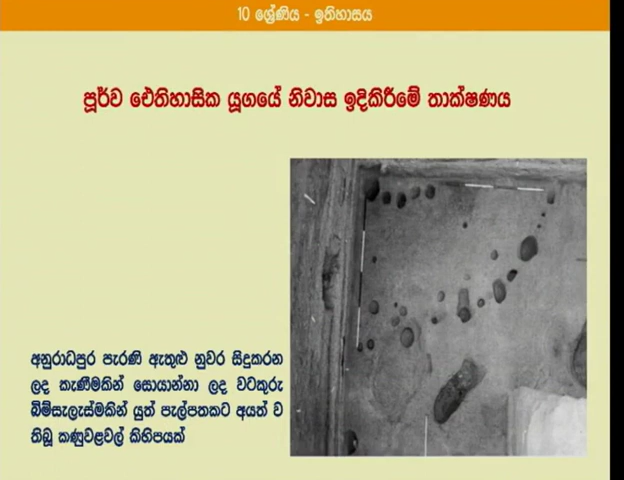 10 ශ්‍රේණිය - ඉතිහාසය
පූර්ව ඓතිහාසික යුගයේ නිවාස ඉදිකිරීමේ තාක්ෂණය
අනුරාධපුර පැරණි ඇතුළු නුවර සිදුකරන
ලද කැණීමකින් සොයාගන්නා ලද වටකුරු
බිම්සැලැස්මකින් යුත් පැල්පතකට අයත් ව
තිබූ කණුවළවල් කිහිපයක්